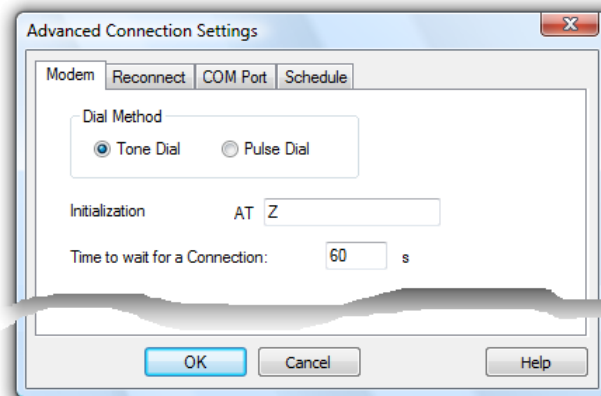 Advanced Connection Settings
Modem Reconnect COM Port Schedule
Dial Method
Tone Dial Pulse Dial
Initialization AT Z
Time to wait for a Connection: 60 s
OK Cancel Help